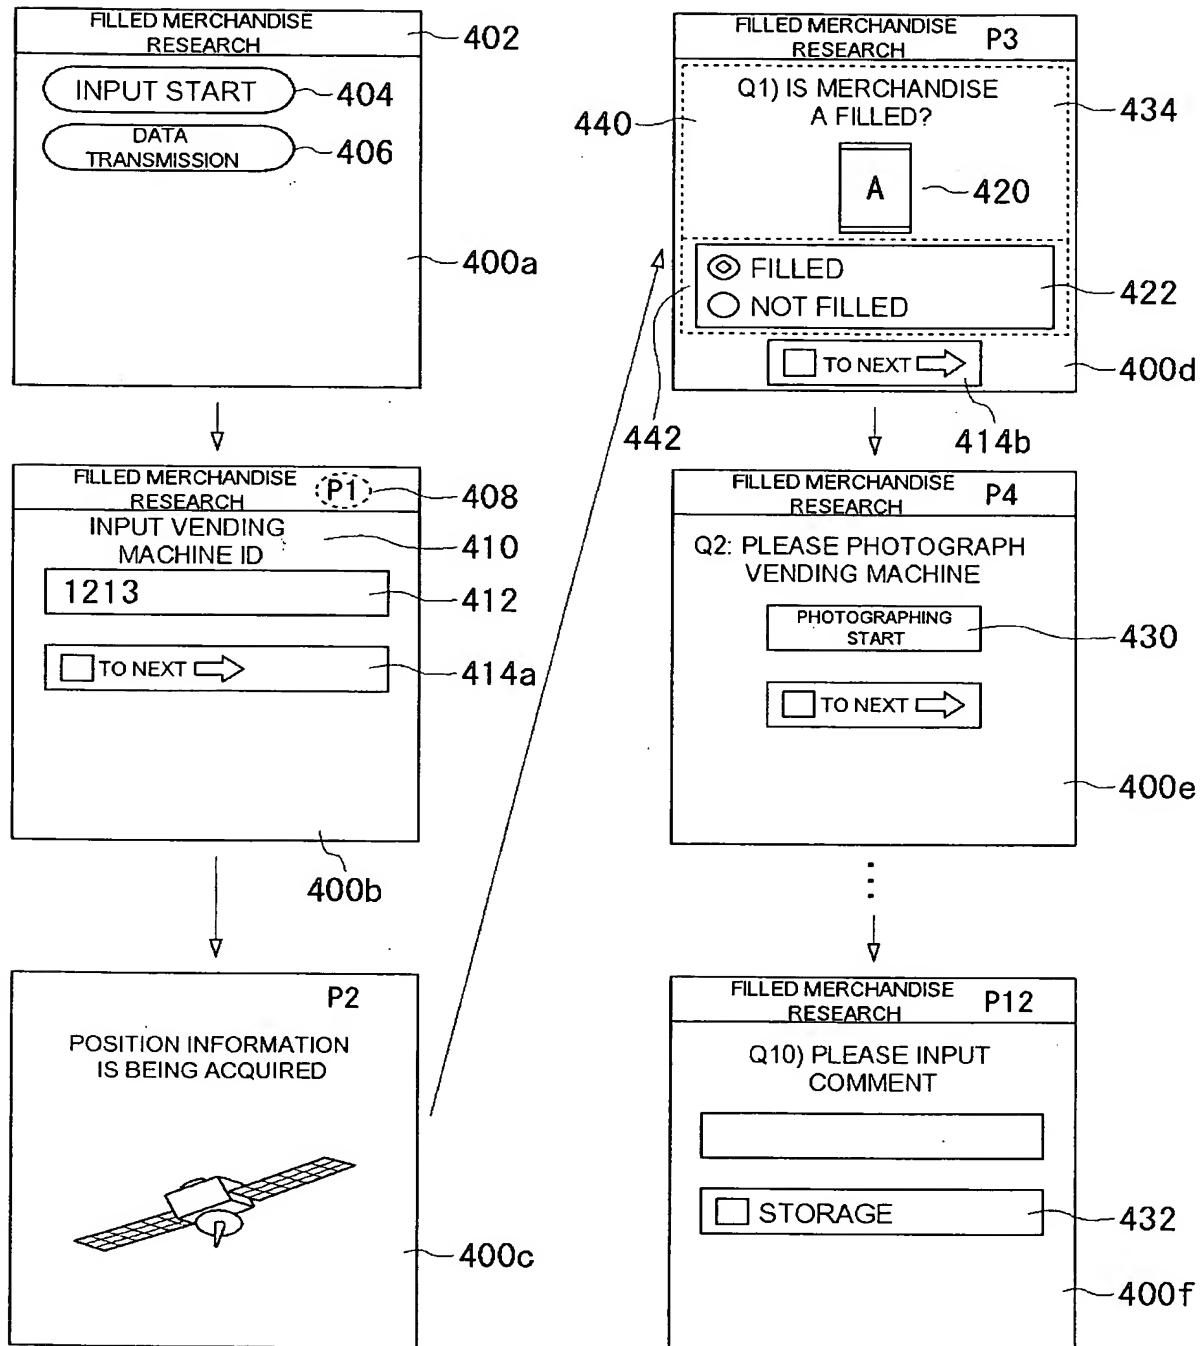 FILLED MERCHANDISE
RESEARCH
402
INPUT START
404
DATA
TRANSMISSION
406
400a
FILLED MERCHANDISE
RESEARCH
P1
408
INPUT VENDING
MACHINE ID
410
1213
412
TO NEXT
414a
400b
P2
POSITION INFORMATION
IS BEING ACQUIRED
400c
FILLED MERCHANDISE
RESEARCH
P3
Q1) IS MERCHANDISE
A FILLED?
434
440
A
420
FILLED
NOT FILLED
422
442
TO NEXT
400d
414b
FILLED MERCHANDISE
RESEARCH
P4
Q2: PLEASE PHOTOGRAPH
VENDING MACHINE
PHOTOGRAPHING
START
430
TO NEXT
400e
FILLED MERCHANDISE
RESEARCH
P12
Q10) PLEASE INPUT
COMMENT
STORAGE
432
400f